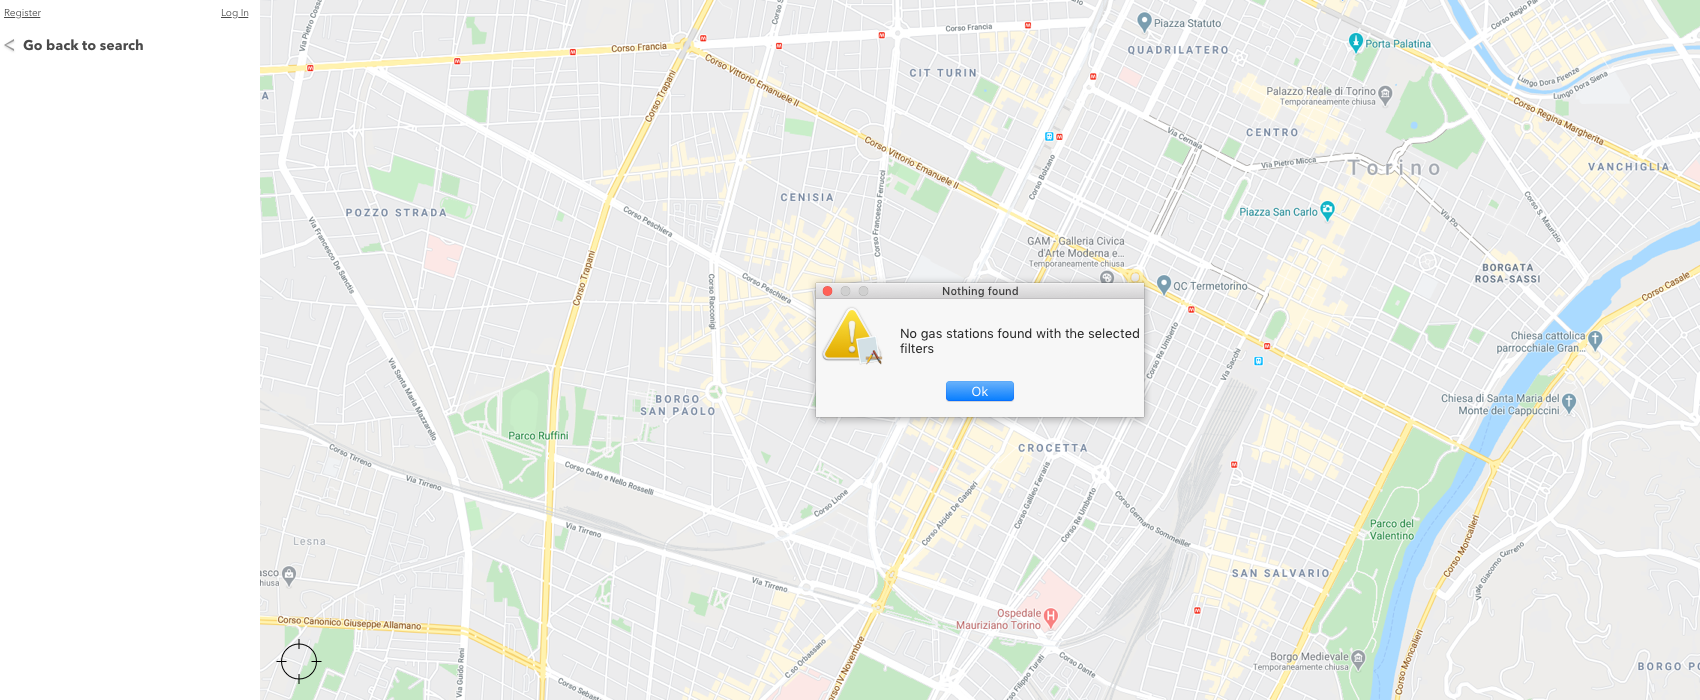 Register
Log In
< Go back to search
Via Pietro Cossa
Corso Francia
Corso Francia
Piazza Statuto
QUADRILATERO
Porta Palatina
Corso Regio Par
Lungo Dora Firenze
Lungo Dora Siena
CIT TURIN
Corso Trapani
Corso Vittorio Emanuele II
Palazzo Reale di Torino
Temporaneamente chiusa
Corso Regina Margherita
CENTRO
Via Cernaia
Via Pietro Micca
Torino
VANCHIGLIA
Corso Vittorio Emanuele II
Corso Bolzano
Corso Francesco Ferrucci
CENISIA
POZZO STRADA
Corso Peschiera
Via Francesco De Sanctis
Piazza San Carlo
Via Po
Corso S. Maurizio
GAM - Galleria Civica
d'Arte Moderna e...
Temporaneamente chiusa
Corso Trapani
Corso Racconigi
Corso Peschiera
QC Termetorino
BORGATA
ROSA-SASSI
Corso Casale
Nothing found
No gas stations found with the selected
filters
Ok
Corso Re Umberto
Via Sacchi
Chiesa cattolica
parrocchiale Gran...
Via Santa Maria Mazzarello
BORGO
SAN PAOLO
Chiesa di Santa Maria del
Monte dei Cappuccini
Parco Ruffini
CROCETTA
Corso Tirreno
Via Tirreno
Corso Carlo e Nello Rosselli
Corso Lione
Corso Alcide De Gasperi
Corso Galileo Ferraris
Corso Re Umberto
Corso Germano Sommeiller
Via Tirreno
Parco del
Valentino
Corso Moncalieri
Lesna
asco
chiusa
Via Tirreno
SAN SALVARIO
Viale Giacomo Curreno
Ospedale
Mauriziano Torino
Corso Canonico Giuseppe Allamano
Via Guido Reni
Corso Sebasto
C.so Orbassano
Corso IV Novembre
Via Filippo Turati
Corso Dante
Borgo Medievale
Temporaneamente chiusa
Corso Moncalieri
BORGO PO